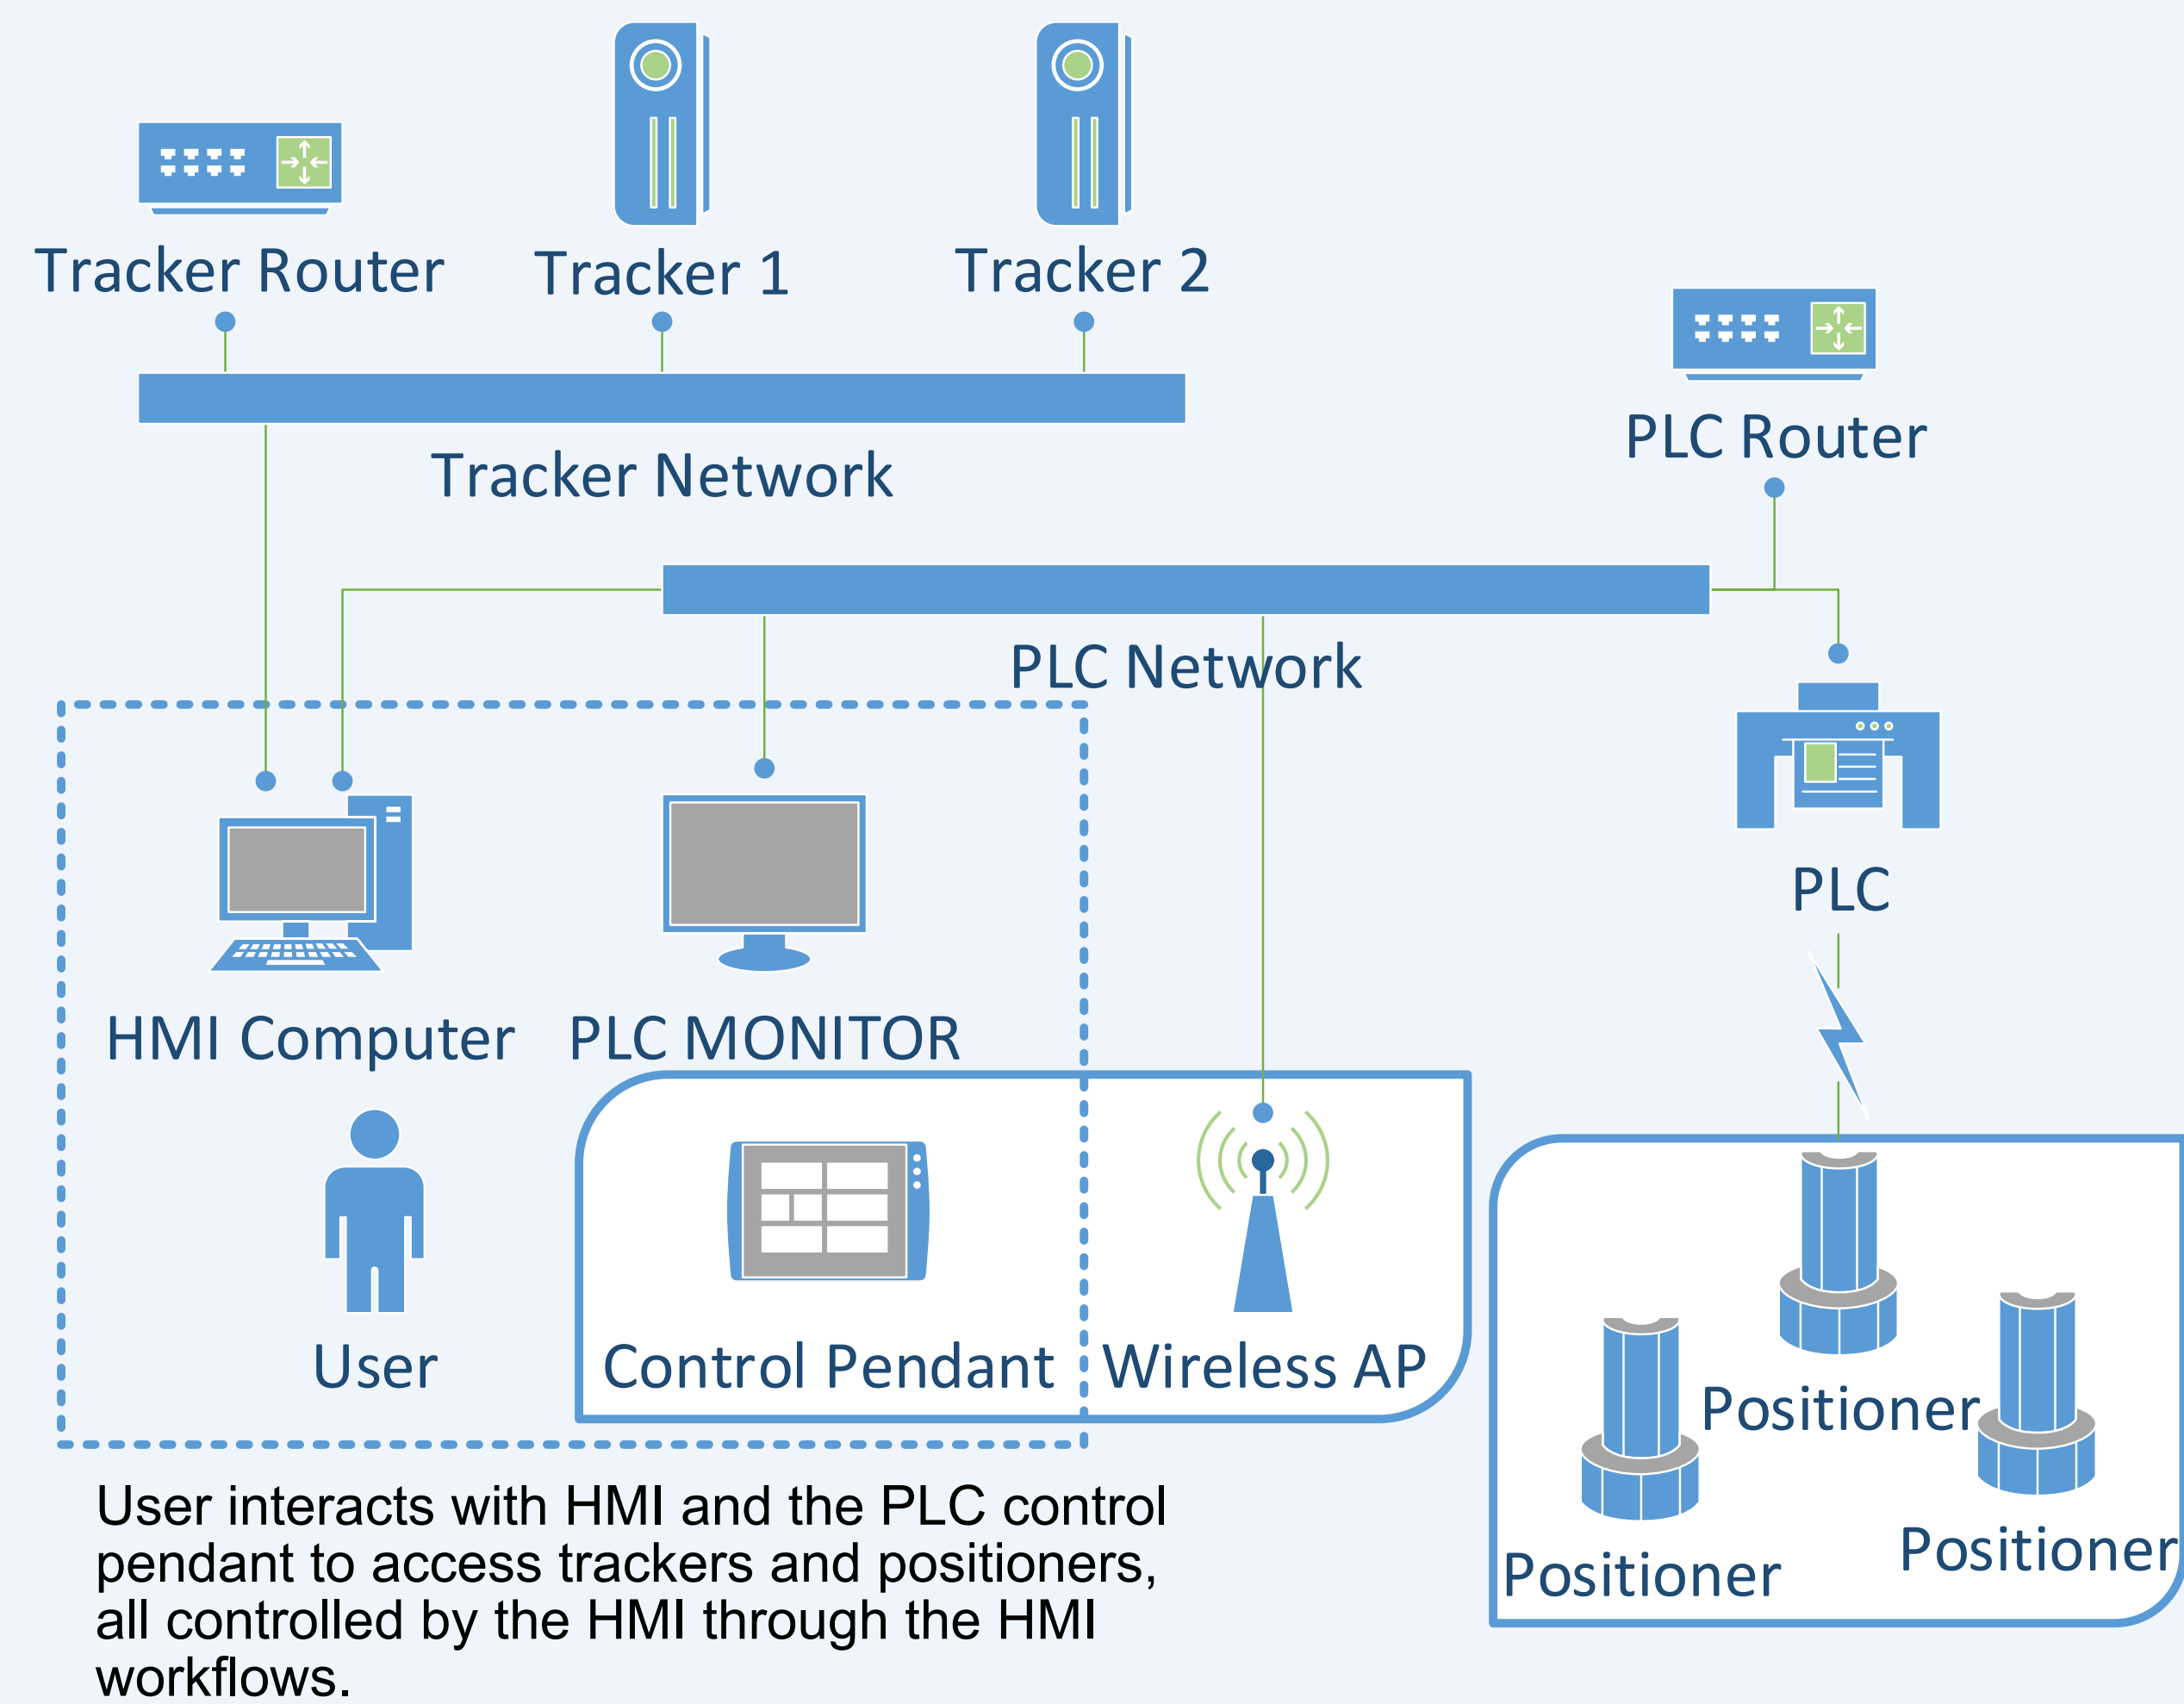 Tracker Router
Tracker 1
Tracker 2
PLC Router
Tracker Network
PLC Network
PLC
HMI Computer
PLC MONITOR
User
Control Pendant
Wireless AP
Positioner
Positioner
Positioner
User interacts with HMI and the PLC control
pendant to access trackers and positioners,
all controlled by the HMI through the HMI
workflows.